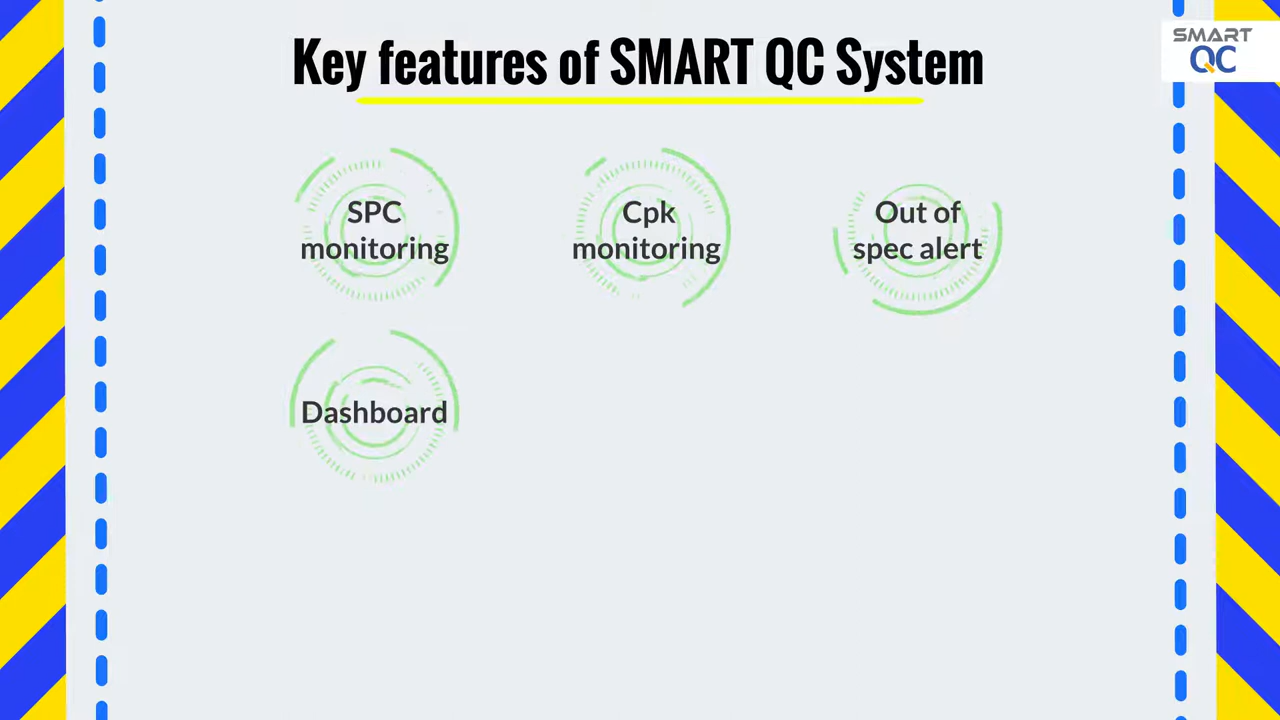 Key features of SMART QC System
SMART
QC
SPC
monitoring
Cpk
monitoring
Out of
spec alert
Dashboard